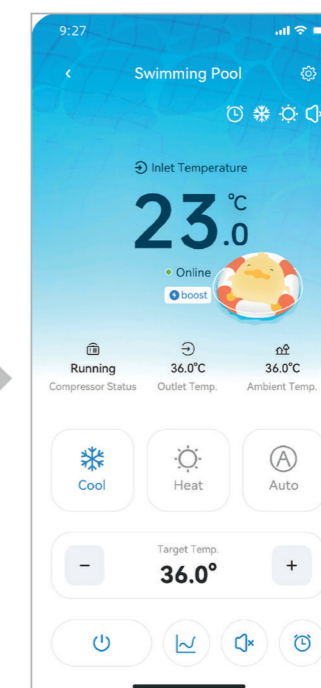 9:27
Swimming Pool
Inlet Temperature
23.0 °C
Online
boost
Running 36.0°C 36.0°C
Compressor Status Outlet Temp. Ambient Temp.
Cool Heat Auto
A
Target Temp.
− 36.0° +